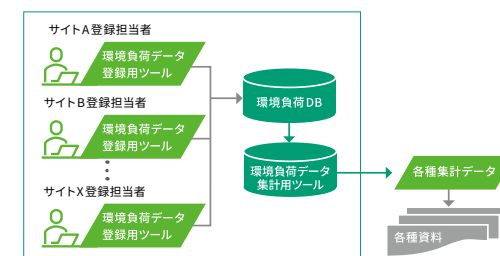 サイトA登録担当者
環境負荷データ
登録用ツール
サイトB登録担当者
環境負荷データ
登録用ツール
サイトX登録担当者
環境負荷データ
登録用ツール
環境負荷DB
環境負荷データ
集計用ツール
各種集計データ
各種資料